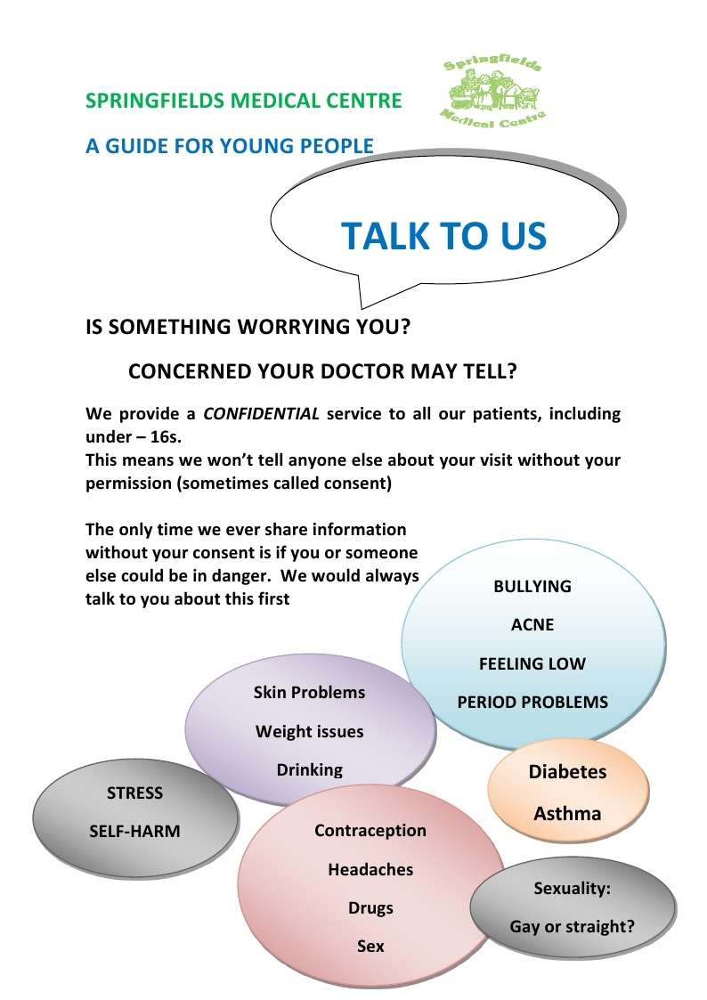 Springfields
Medical Centre
SPRINGFIELDS MEDICAL CENTRE
A GUIDE FOR YOUNG PEOPLE
TALK TO US
IS SOMETHING WORRYING YOU?
CONCERNED YOUR DOCTOR MAY TELL?
We provide a CONFIDENTIAL service to all our patients, including
under – 16s.
This means we won’t tell anyone else about your visit without your
permission (sometimes called consent)
The only time we ever share information
without your consent is if you or someone
else could be in danger.  We would always
talk to you about this first
BULLYING
ACNE
FEELING LOW
PERIOD PROBLEMS
Skin Problems
Weight issues
Drinking
Diabetes
Asthma
STRESS
SELF-HARM
Contraception
Headaches
Drugs
Sex
Sexuality:
Gay or straight?